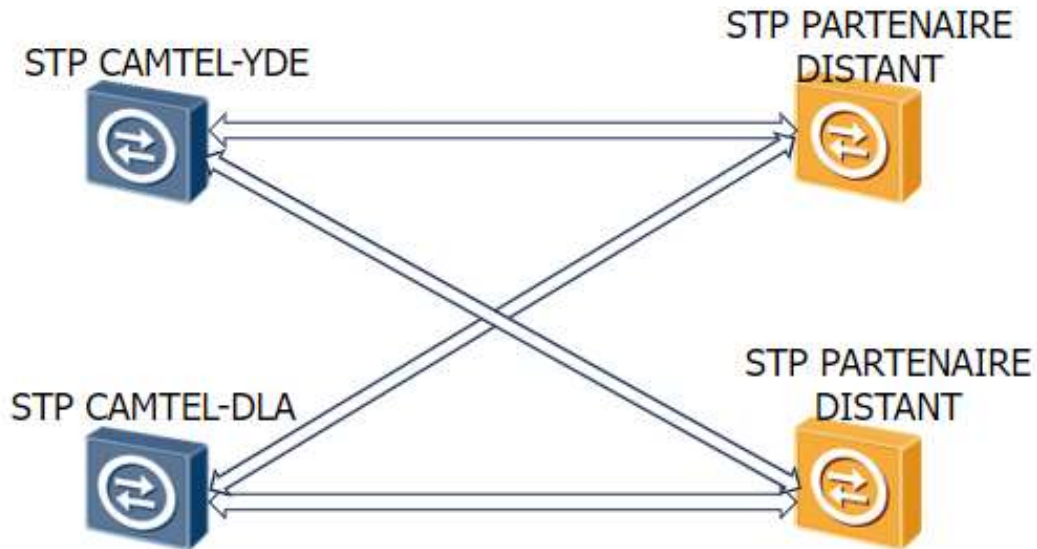 STP PARTENAIRE
DISTANT
STP CAMTEL-YDE
STP PARTENAIRE
DISTANT
STP CAMTEL-DLA